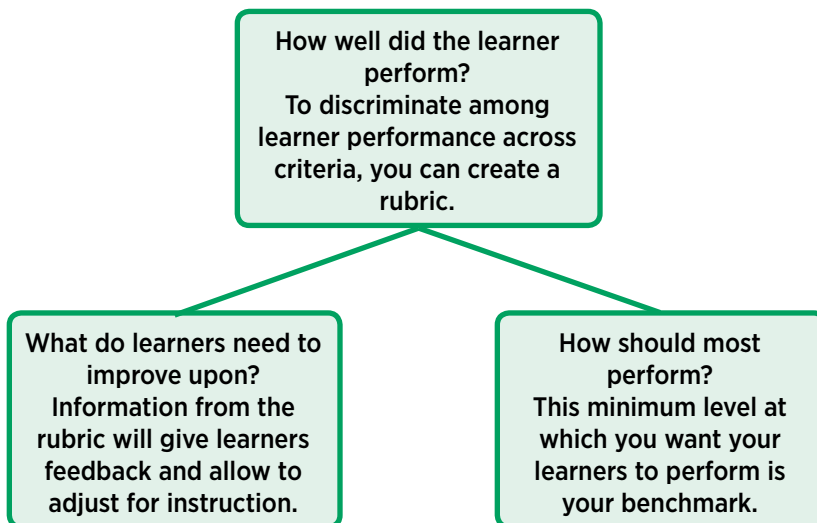 How well did the learner
perform?
To discriminate among
learner performance across
criteria, you can create a
rubric.
What do learners need to
improve upon?
Information from the
rubric will give learners
feedback and allow to
adjust for instruction.
How should most
perform?
This minimum level at
which you want your
learners to perform is
your benchmark.